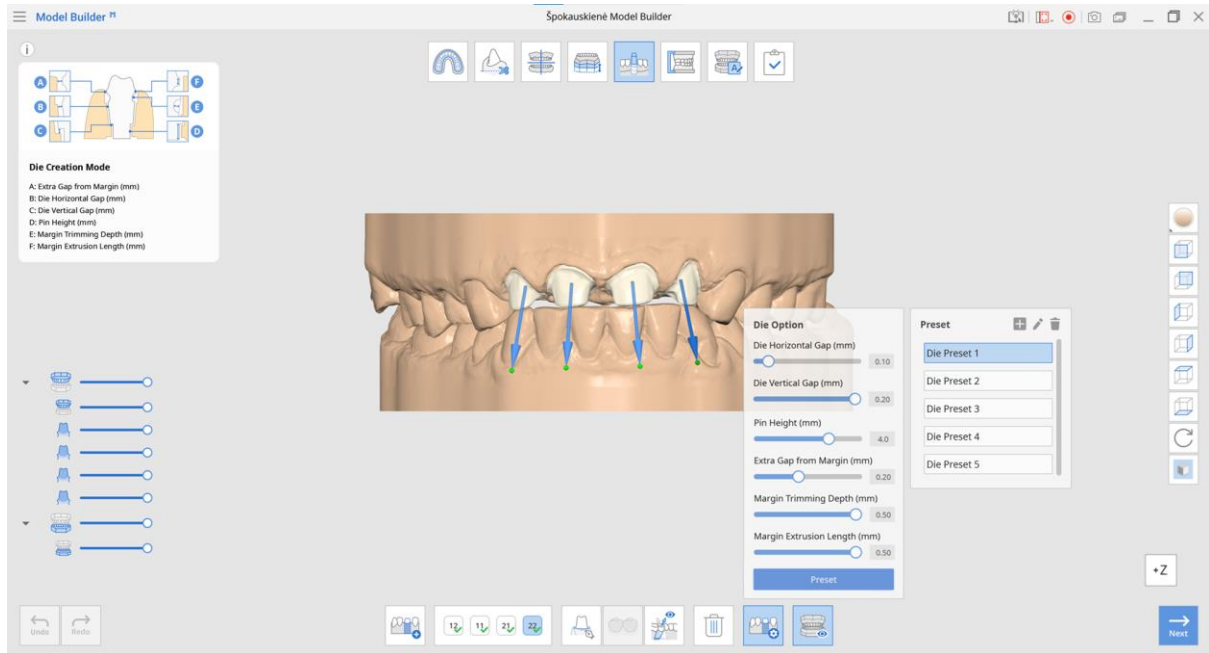 Model Builder
Špokauskienė Model Builder
i
A
B
C
F
E
D
Die Creation Mode
A: Extra Gap from Margin (mm)
B: Die Horizontal Gap (mm)
C: Die Vertical Gap (mm)
D: Pin Height (mm)
E: Margin Trimming Depth (mm)
F: Margin Extrusion Length (mm)
A
Die Option
Die Horizontal Gap (mm)
0.10
Die Vertical Gap (mm)
0.20
Pin Height (mm)
4.0
Extra Gap from Margin (mm)
0.20
Margin Trimming Depth (mm)
0.50
Margin Extrusion Length (mm)
0.50
Preset
Preset
Die Preset 1
Die Preset 2
Die Preset 3
Die Preset 4
Die Preset 5
+Z
Undo
Redo
12
11
21
22
Next